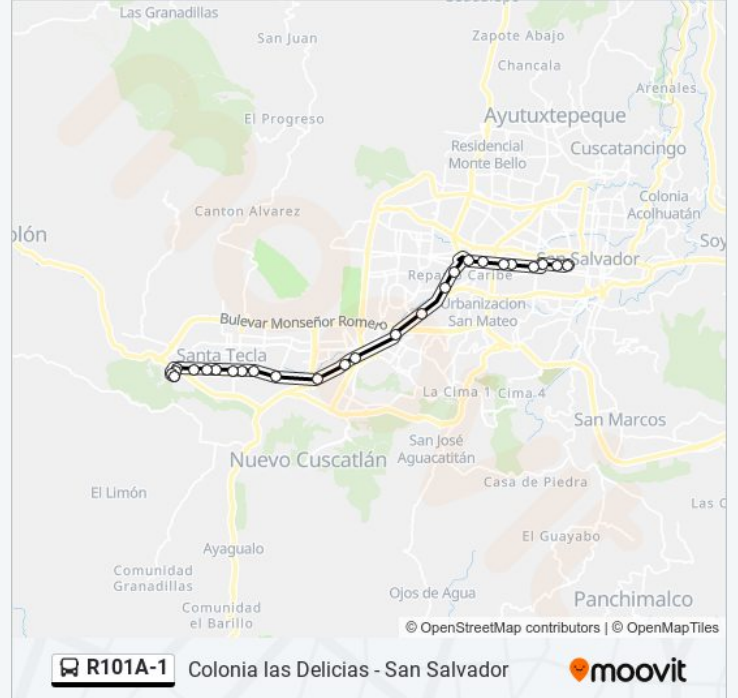 Las Granadillas
San Juan
Zapote Abajo
Chancala
Arenales
El Progreso
Ayutuxtepeque
Residencial
Monte Bello
Cuscatancingo
Colonia
Acolhuatán
Canton Alvarez
olón
Soy
San Salvador
Repa Caribe
Urbanizacion
San Mateo
Bulevar Monseñor Romero
Santa Tecla
La Cima 1 Cima 4
San Marcos
San José
Aguacatitán
Nuevo Cuscatlán
Casa de Piedra
El Limón
Las C
El Guayabo
Ayagualo
Comunidad
Granadillas
Ojos de Agua
Panchimalco
Comunidad
el Barillo
© OpenStreetMap contributors | © OpenMapTiles
R101A-1 Colonia las Delicias - San Salvador
moovit